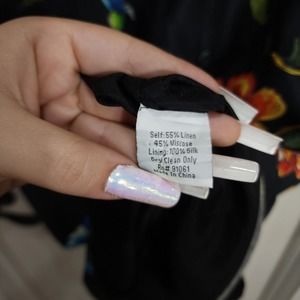 Self: 55% Linen
45% Viscose
Lining: 100% Silk
Dry Clean Only
Rn# 91061
Made In China